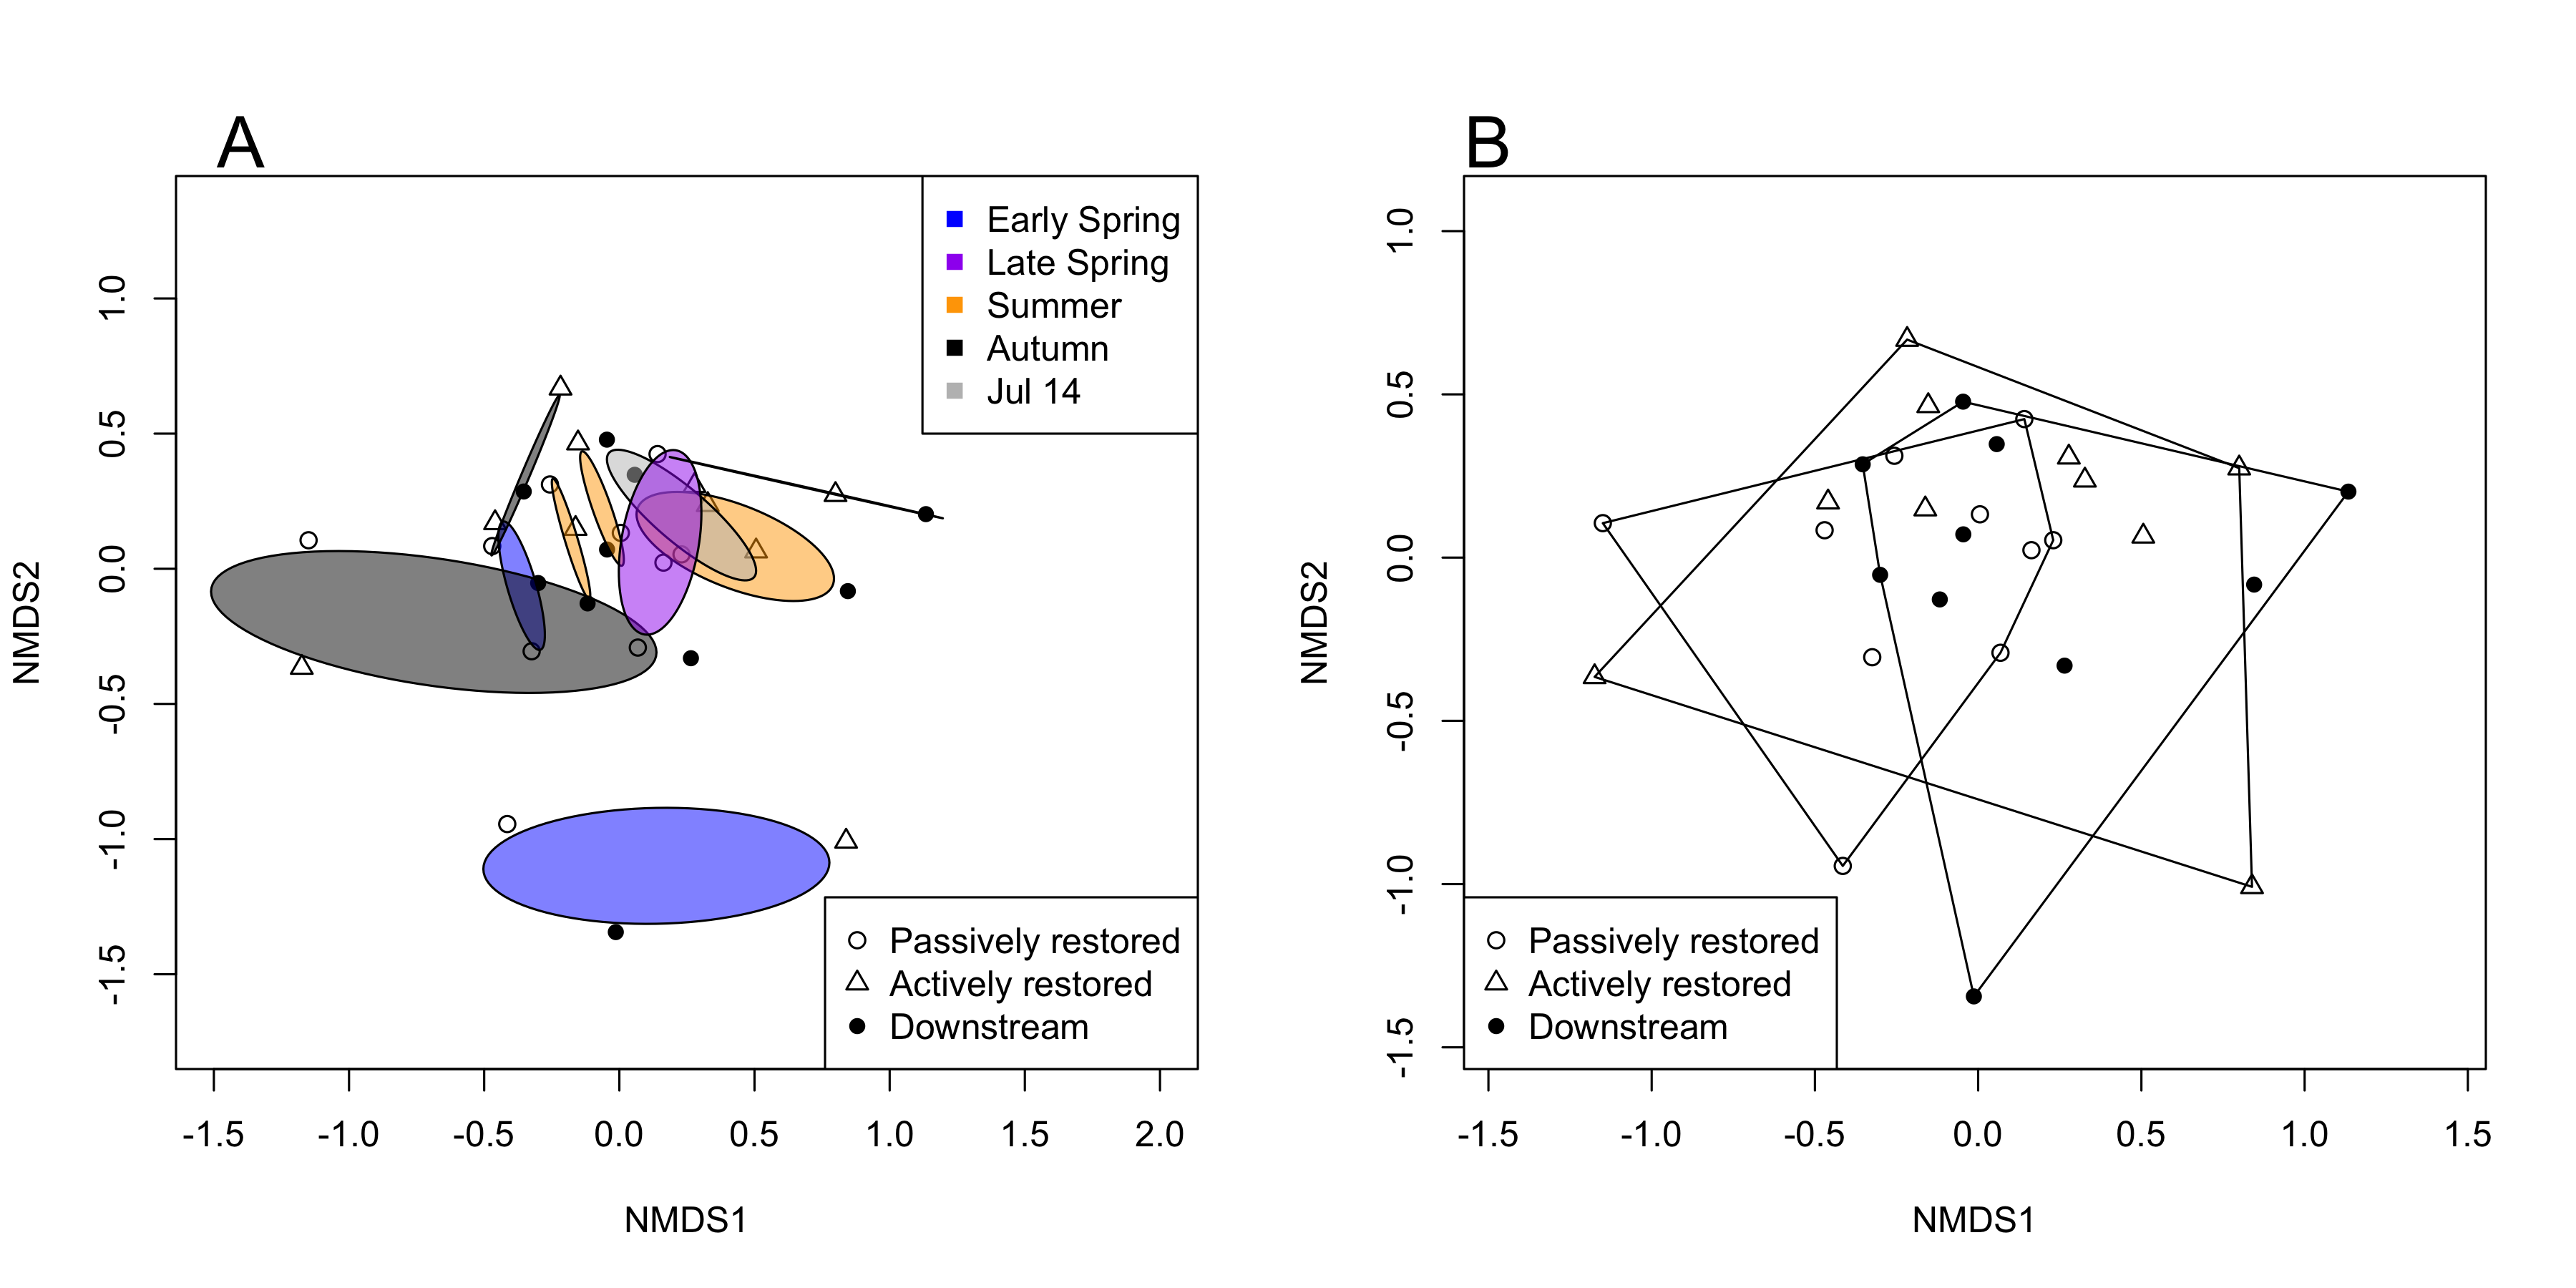 A
Early Spring
Late Spring
Summer
Autumn
Jul 14
NMDS2
1.0
0.5
0.0
-0.5
-1.0
-1.5
Passively restored
Actively restored
Downstream
-1.5 -1.0 -0.5 0.0 0.5 1.0 1.5 2.0
NMDS1
B
NMDS2
1.0
0.5
0.0
-0.5
-1.0
-1.5
Passively restored
Actively restored
Downstream
-1.5 -1.0 -0.5 0.0 0.5 1.0 1.5
NMDS1